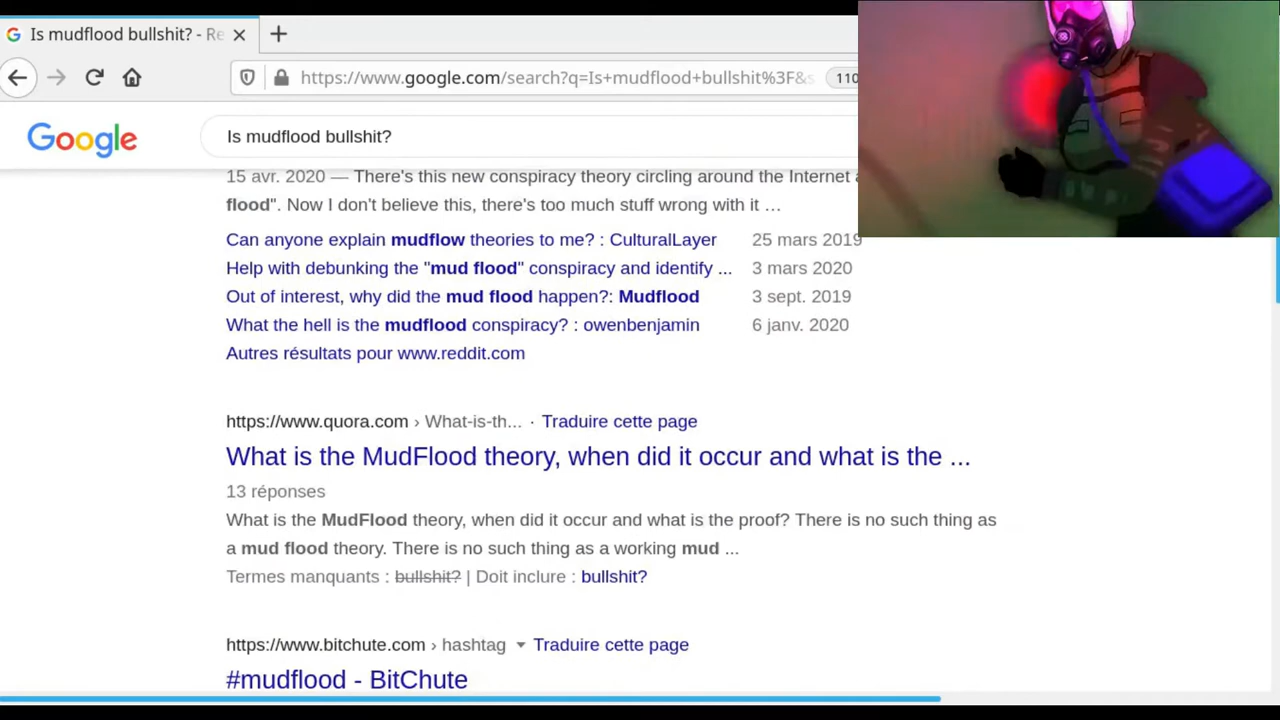 Is mudflood bullshit? - Re
https://www.google.com/search?q=Is+mudflood+bullshit%3F&s
110
Google
Is mudflood bullshit?
15 avr. 2020 — There's this new conspiracy theory circling around the Internet a
flood". Now I don't believe this, there's too much stuff wrong with it …
Can anyone explain mudflow theories to me? : CulturalLayer 25 mars 2019
Help with debunking the "mud flood" conspiracy and identify ... 3 mars 2020
Out of interest, why did the mud flood happen?: Mudflood 3 sept. 2019
What the hell is the mudflood conspiracy? : owenbenjamin 6 janv. 2020
Autres résultats pour www.reddit.com
https://www.quora.com › What-is-th... · Traduire cette page
What is the MudFlood theory, when did it occur and what is the ...
13 réponses
What is the MudFlood theory, when did it occur and what is the proof? There is no such thing as
a mud flood theory. There is no such thing as a working mud ...
Termes manquants : bullshit? | Doit inclure : bullshit?
https://www.bitchute.com › hashtag Traduire cette page
#mudflood - BitChute